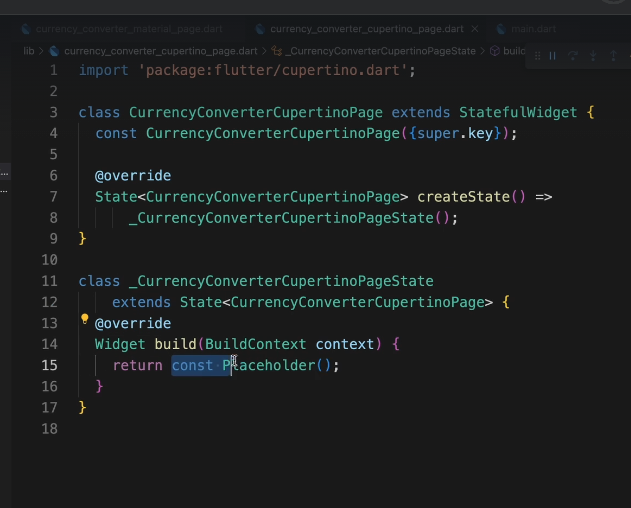 currency_converter_material_page.dart currency_converter_cupertino_page.dart × main.dart
lib > currency_converter_cupertino_page.dart > _CurrencyConverterCupertinoPageState > build
1 import 'package:flutter/cupertino.dart';
2
3 class CurrencyConverterCupertinoPage extends StatefulWidget {
4 const CurrencyConverterCupertinoPage({super.key});
5
6 @override
7 State<CurrencyConverterCupertinoPage> createState() =>
8 _CurrencyConverterCupertinoPageState();
9 }
10
11 class _CurrencyConverterCupertinoPageState
12 extends State<CurrencyConverterCupertinoPage> {
13 @override
14 Widget build(BuildContext context) {
15 return const Placeholder();
16 }
17 }
18